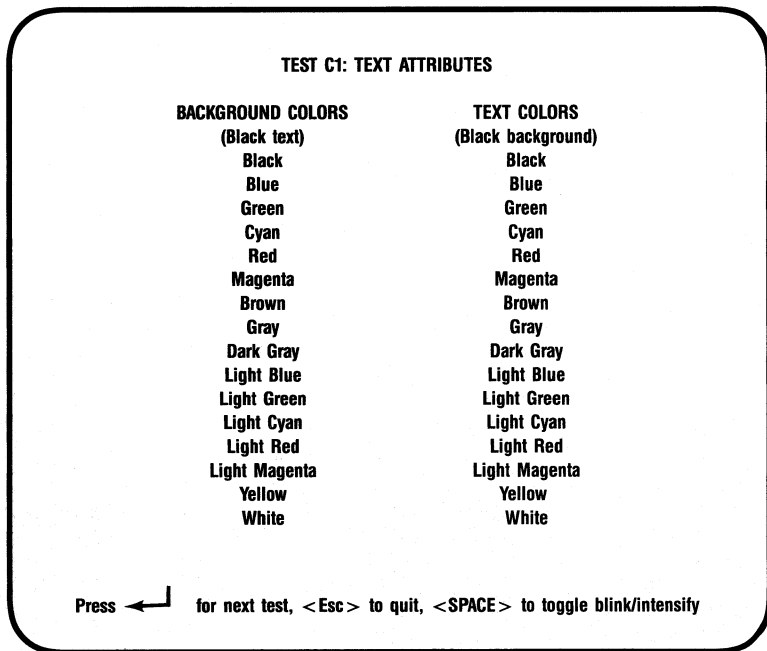 TEST C1: TEXT ATTRIBUTES
BACKGROUND COLORS TEXT COLORS
(Black text) (Black background)
Black Black
Blue Blue
Green Green
Cyan Cyan
Red Red
Magenta Magenta
Brown Brown
Gray Gray
Dark Gray Dark Gray
Light Blue Light Blue
Light Green Light Green
Light Cyan Light Cyan
Light Red Light Red
Light Magenta Light Magenta
Yellow Yellow
White White
Press ←┘ for next test, <Esc> to quit, <SPACE> to toggle blink/intensify